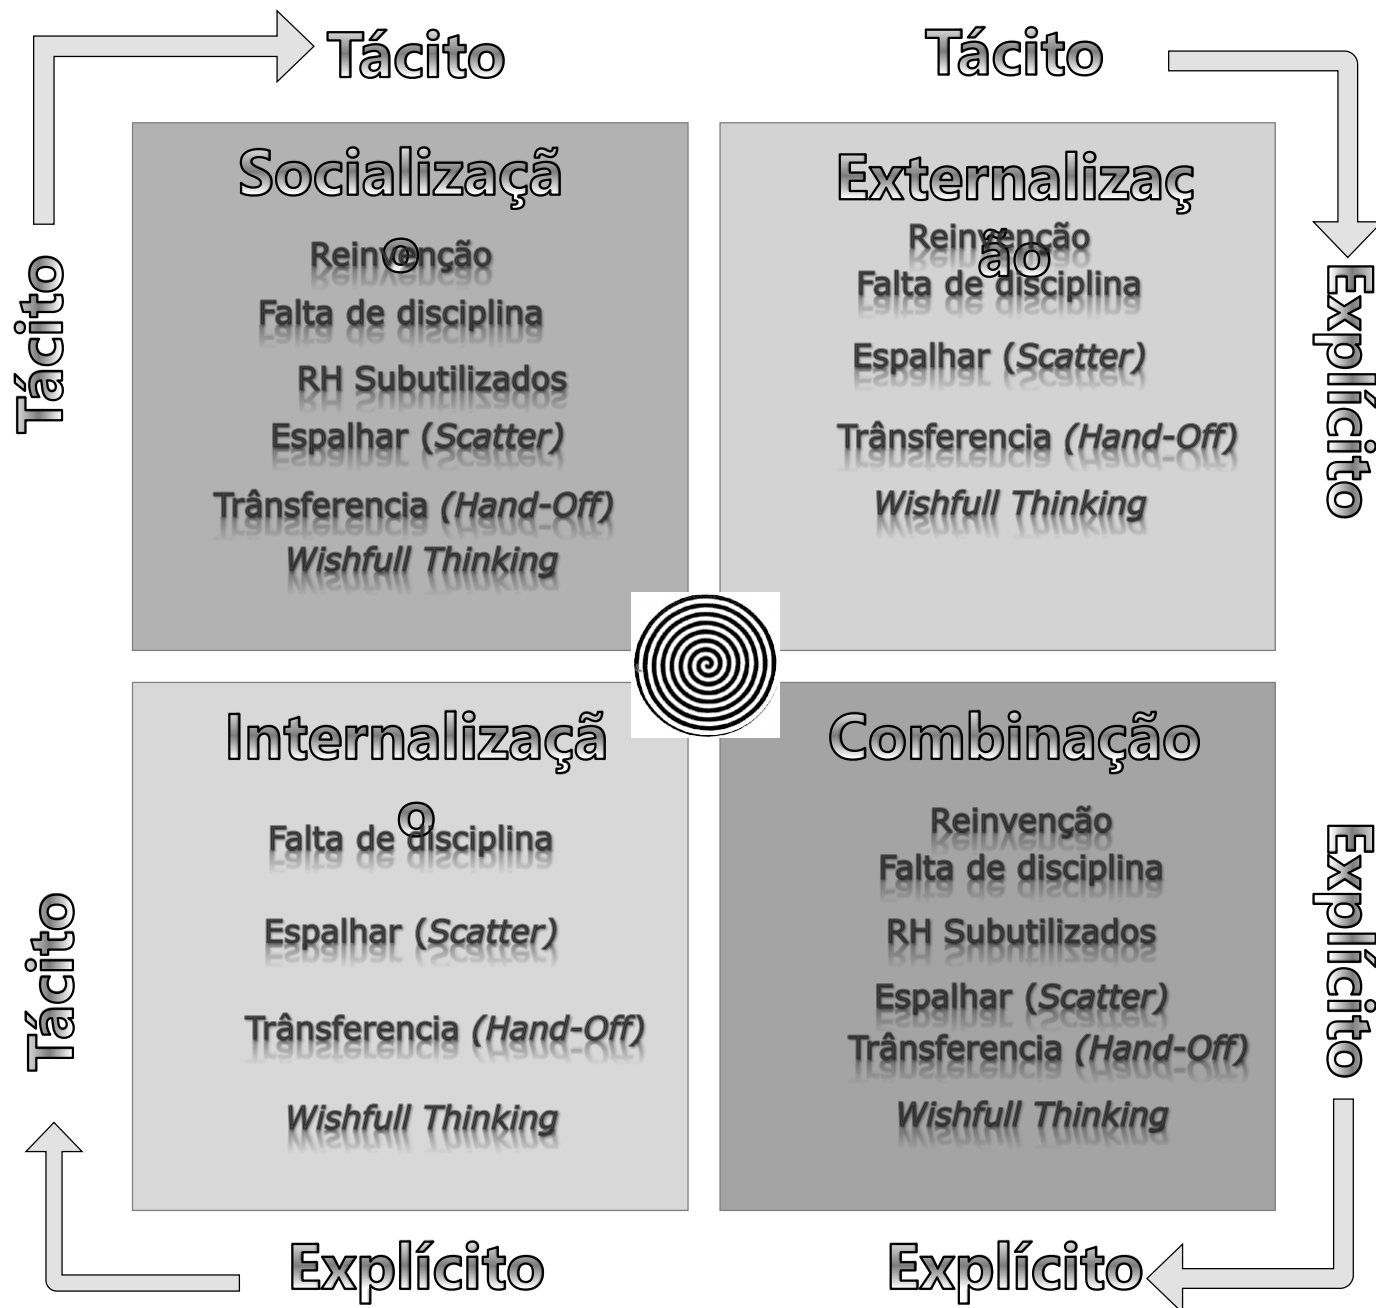 Tácito
Tácito
Tácito
Socializaçã
o
Reinvenção
Falta de disciplina
RH Subutilizados
Espalhar (Scatter)
Trânsferencia (Hand-Off)
Wishfull Thinking
Externalizaç
ão
Reinvenção
Falta de disciplina
Espalhar (Scatter)
Trânsferencia (Hand-Off)
Wishfull Thinking
Explícito
Tácito
Internalizaçã
o
Falta de disciplina
Espalhar (Scatter)
Trânsferencia (Hand-Off)
Wishfull Thinking
Combinação
Reinvenção
Falta de disciplina
RH Subutilizados
Espalhar (Scatter)
Trânsferencia (Hand-Off)
Wishfull Thinking
Explícito
Explícito
Explícito